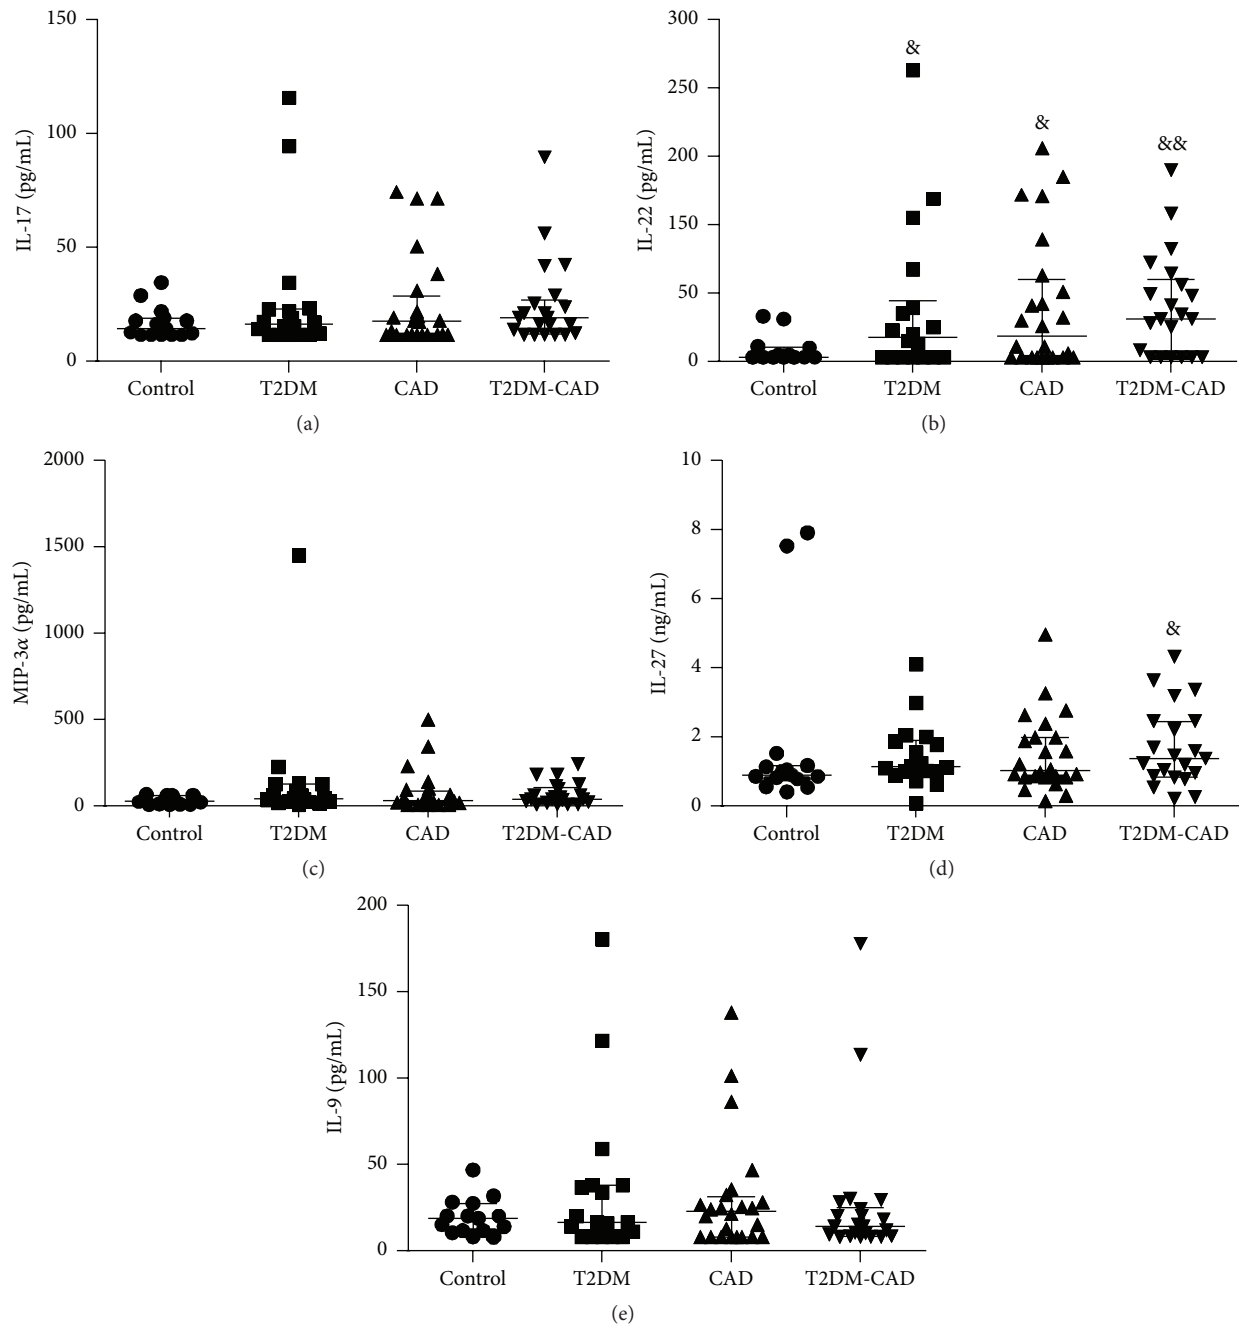 150
100
50
0
IL-17 (pg/mL)
Control T2DM CAD T2DM-CAD
(a)
300
250
200
150
100
50
0
IL-22 (pg/mL)
&
&
&&
Control T2DM CAD T2DM-CAD
(b)
2000
1500
1000
500
0
MIP-3α (pg/mL)
Control T2DM CAD T2DM-CAD
(c)
10
8
6
4
2
0
IL-27 (ng/mL)
&
Control T2DM CAD T2DM-CAD
(d)
200
150
100
50
0
IL-9 (pg/mL)
Control T2DM CAD T2DM-CAD
(e)